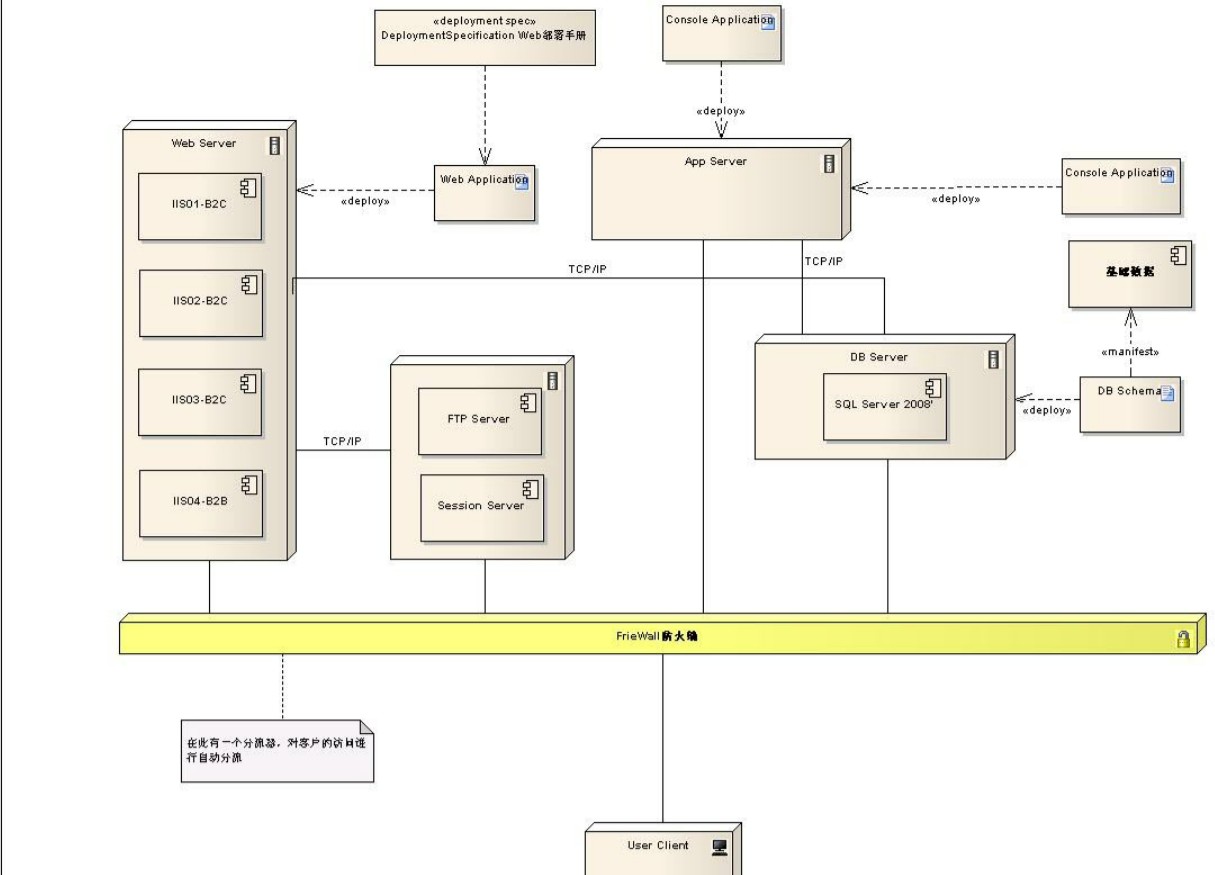 «deployment spec»
DeploymentSpecification Web部署手册
Console Application
«deploy»
Web Server
App Server
Web Application
«deploy»
Console Application
«deploy»
IIS01-B2C
TCP/IP
TCP/IP
基础数据
IIS02-B2C
«manifest»
DB Server
DB Schema
SQL Server 2008'
«deploy»
IIS03-B2C
FTP Server
TCP/IP
IIS04-B2B
Session Server
FrieWall防火墙
在此有一个分流器，对客户的访问进
行自动分流
User Client